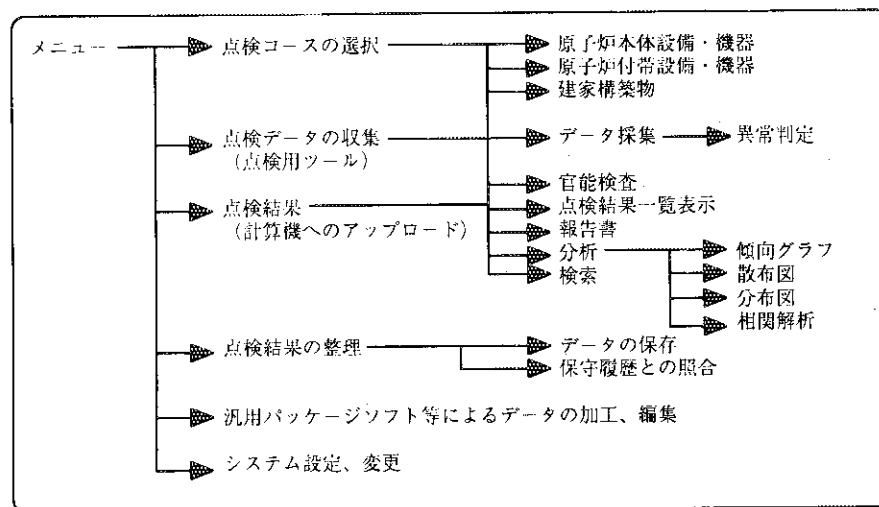 メニュー
点検コースの選択
原子炉本体設備・機器
原子炉付帯設備・機器
建家構築物
点検データの収集
(点検用ツール)
データ採集
異常判定
官能検査
点検結果
(計算機へのアップロード)
点検結果一覧表示
報告書
分析
検索
傾向グラフ
散布図
分布図
相関解析
点検結果の整理
データの保存
保守履歴との照合
汎用パッケージソフト等によるデータの加工、編集
システム設定、変更